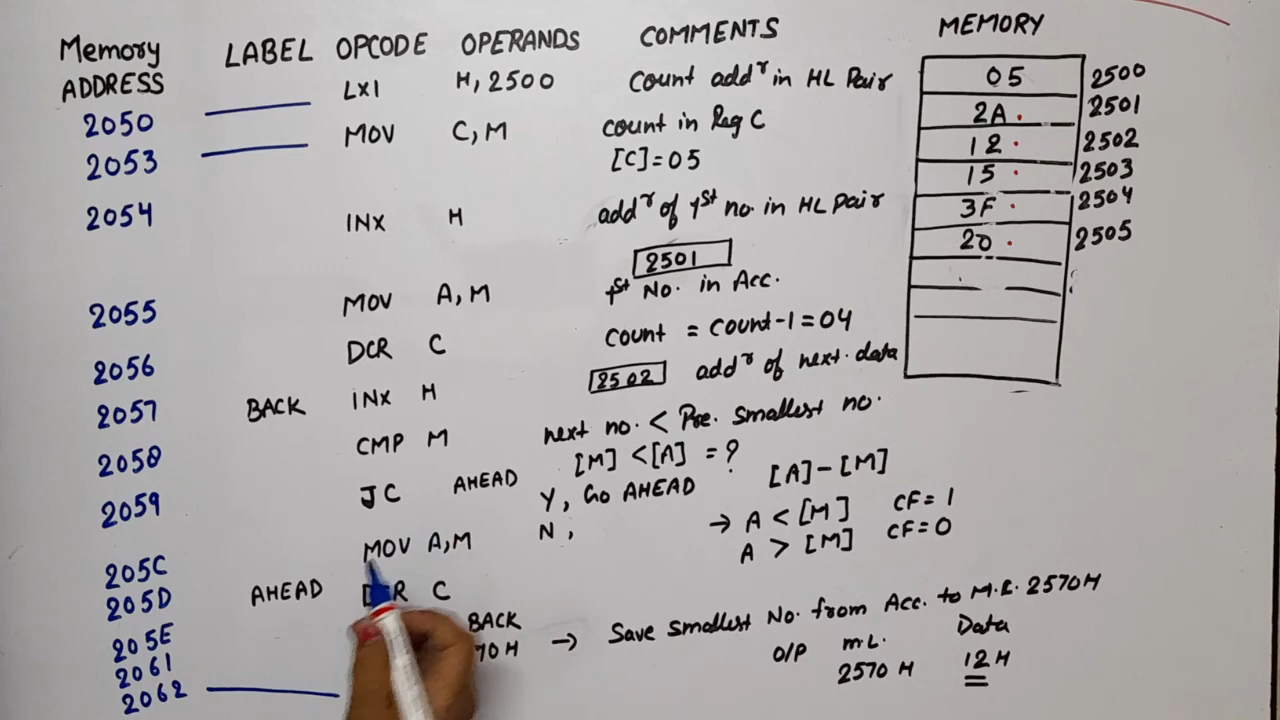 Memory ADDRESS LABEL OPCODE OPERANDS COMMENTS MEMORY
LXI H, 2500 Count addr in HL Pair 05 2500
2050 MOV C, M count in Reg C 2A 2501
2053 [C]=05 12 2502
15 2503
2054 INX H addr of 1st no. in HL pair 3F 2504
2501 20 2505
2055 MOV A, M 1st No. in Acc.
2056 DCR C count = count-1 = 04
2057 BACK INX H 2502 addr of next data
2058 CMP M next no. < Pre. smallest no.
[M] < [A] = ? [A] - [M]
2059 JC AHEAD Y, Go AHEAD → A < [M] CF = 1
205C MOV A,M N, A > [M] CF = 0
205D AHEAD C
205E BACK
2061 70H → Save smallest No. from Acc. to M.L. 2570H
2062 O/P M.L. Data
2570 H 12 H